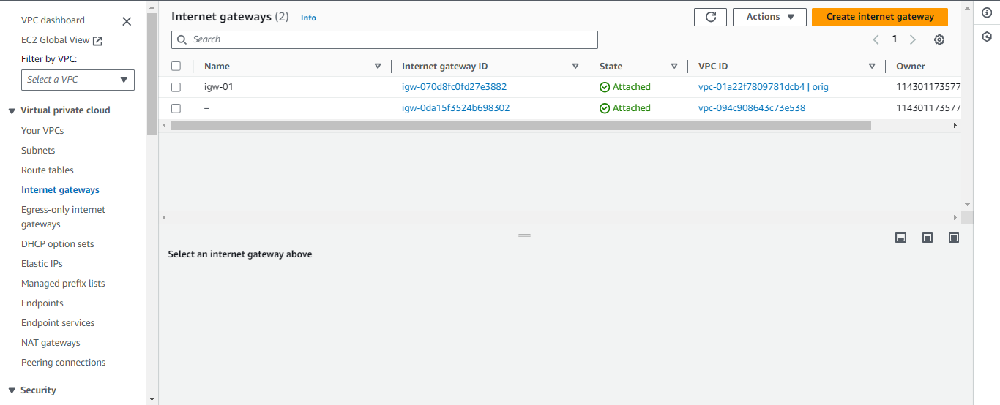 VPC dashboard
EC2 Global View
Filter by VPC:
Select a VPC
Virtual private cloud
Your VPCs
Subnets
Route tables
Internet gateways
Egress-only internet
gateways
DHCP option sets
Elastic IPs
Managed prefix lists
Endpoints
Endpoint services
NAT gateways
Peering connections
Security
Internet gateways (2) Info
Actions
Create internet gateway
Search
1
Name Internet gateway ID State VPC ID Owner
igw-01 igw-070d8fc0fd27e3882 Attached vpc-01a22f7809781dcb4 | orig 114301173577
– igw-0da15f3524b698302 Attached vpc-094c908643c73e538 114301173577
Select an internet gateway above